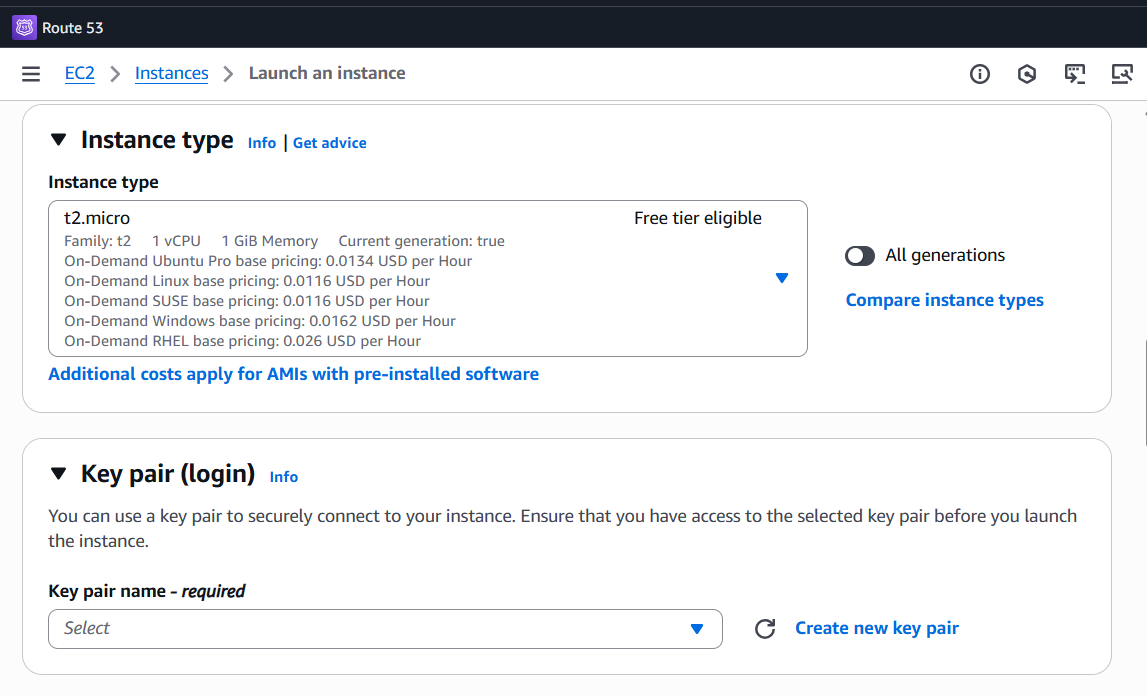 Route 53
EC2 Instances Launch an instance
Instance type Info | Get advice
Instance type
t2.micro Free tier eligible
Family: t2 1 vCPU 1 GiB Memory Current generation: true
On-Demand Ubuntu Pro base pricing: 0.0134 USD per Hour
On-Demand Linux base pricing: 0.0116 USD per Hour
On-Demand SUSE base pricing: 0.0116 USD per Hour
On-Demand Windows base pricing: 0.0162 USD per Hour
On-Demand RHEL base pricing: 0.026 USD per Hour
All generations
Compare instance types
Additional costs apply for AMIs with pre-installed software
Key pair (login) Info
You can use a key pair to securely connect to your instance. Ensure that you have access to the selected key pair before you launch
the instance.
Key pair name - required
Select
Create new key pair